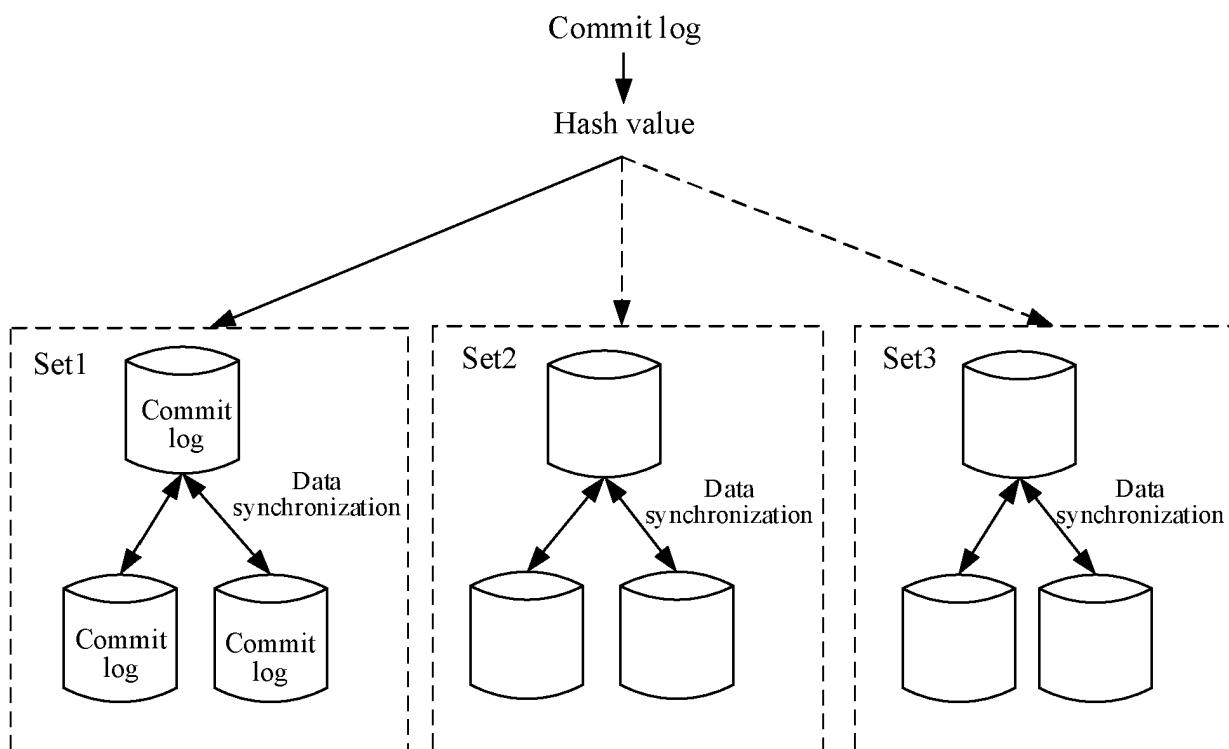 Commit log
Hash value
Set1
Commit
log
Data
synchronization
Commit
log
Commit
log
Set2
Data
synchronization
Set3
Data
synchronization